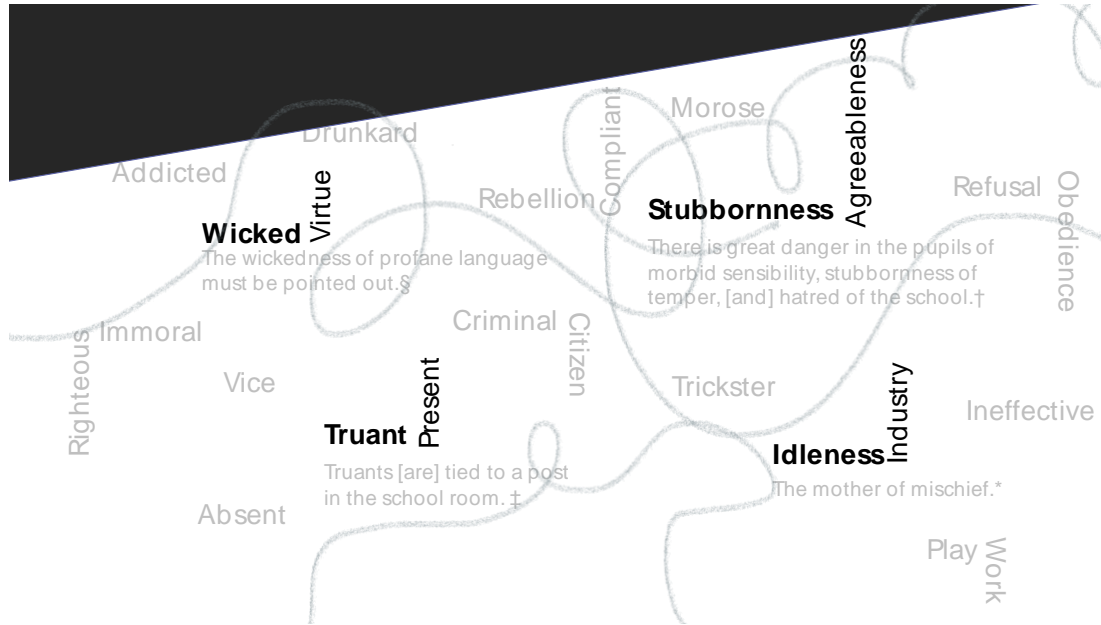 Drunkard
Addicted
Virtue
Wicked
The wickedness of profane language
must be pointed out.§
Rebellion
Compliant
Morose
Agreeableness
Stubbornness
There is great danger in the pupils of
morbid sensibility, stubbornness of
temper, [and] hatred of the school.†
Refusal
Obedience
Immoral
Righteous
Vice
Criminal
Citizen
Present
Truant
Truants [are] tied to a post
in the school room. ‡
Absent
Trickster
Industry
Idleness
The mother of mischief.*
Ineffective
Play
Work